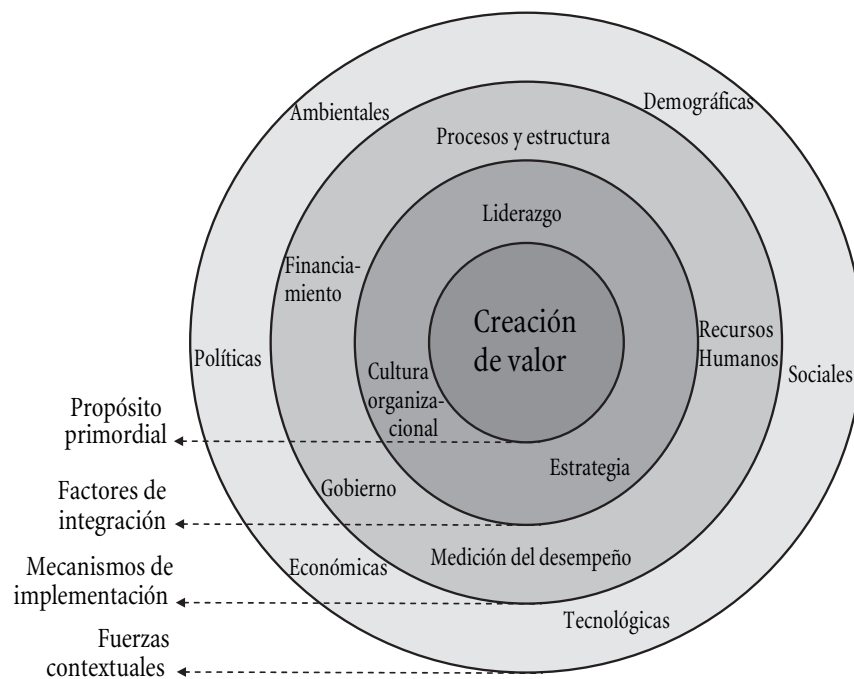 Ambientales
Demográficas
Procesos y estructura
Liderazgo
Financia-
miento
Creación
de valor
Recursos
Humanos
Políticas
Sociales
Cultura
organiza-
cional
Propósito
primordial
Estrategia
Gobierno
Factores de
integración
Medición del desempeño
Económicas
Mecanismos de
implementación
Tecnológicas
Fuerzas
contextuales